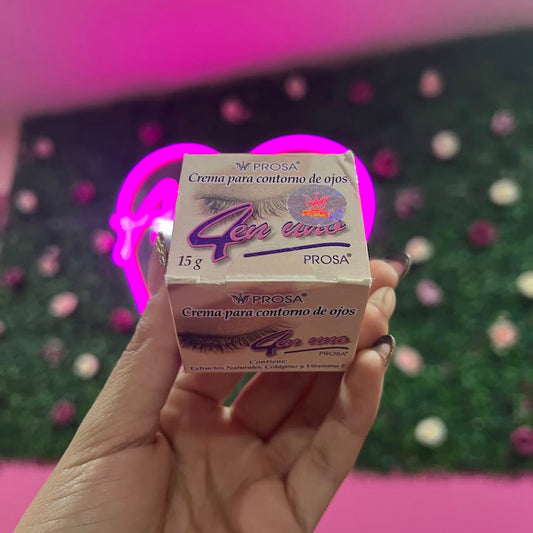 PROSA®
Crema para contorno de ojos
4en uno
15 g
PROSA®
PROSA®
Crema para contorno de ojos
4en uno
PROSA®
Contiene
Extractos Naturales, Colágeno y Vitamina E